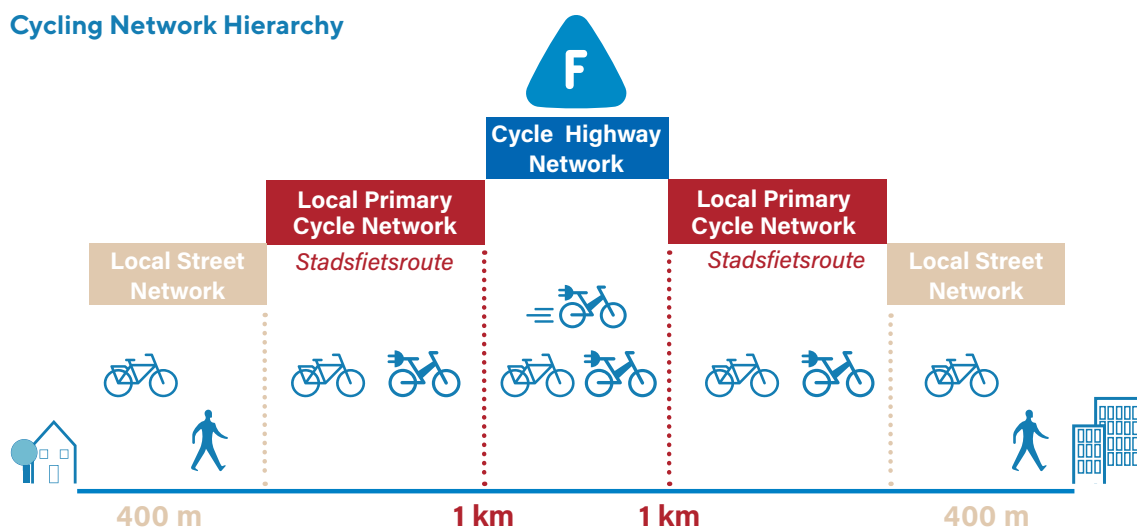 Cycling Network Hierarchy
F
Cycle Highway
Network
Local Primary
Cycle Network
Local Primary
Cycle Network
Local Street
Network
Stadsfietsroute
Stadsfietsroute
Local Street
Network
400 m
1 km
1 km
400 m